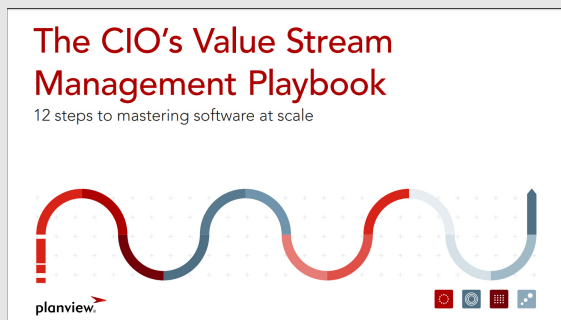 The CIO's Value Stream
Management Playbook
12 steps to mastering software at scale
planview.